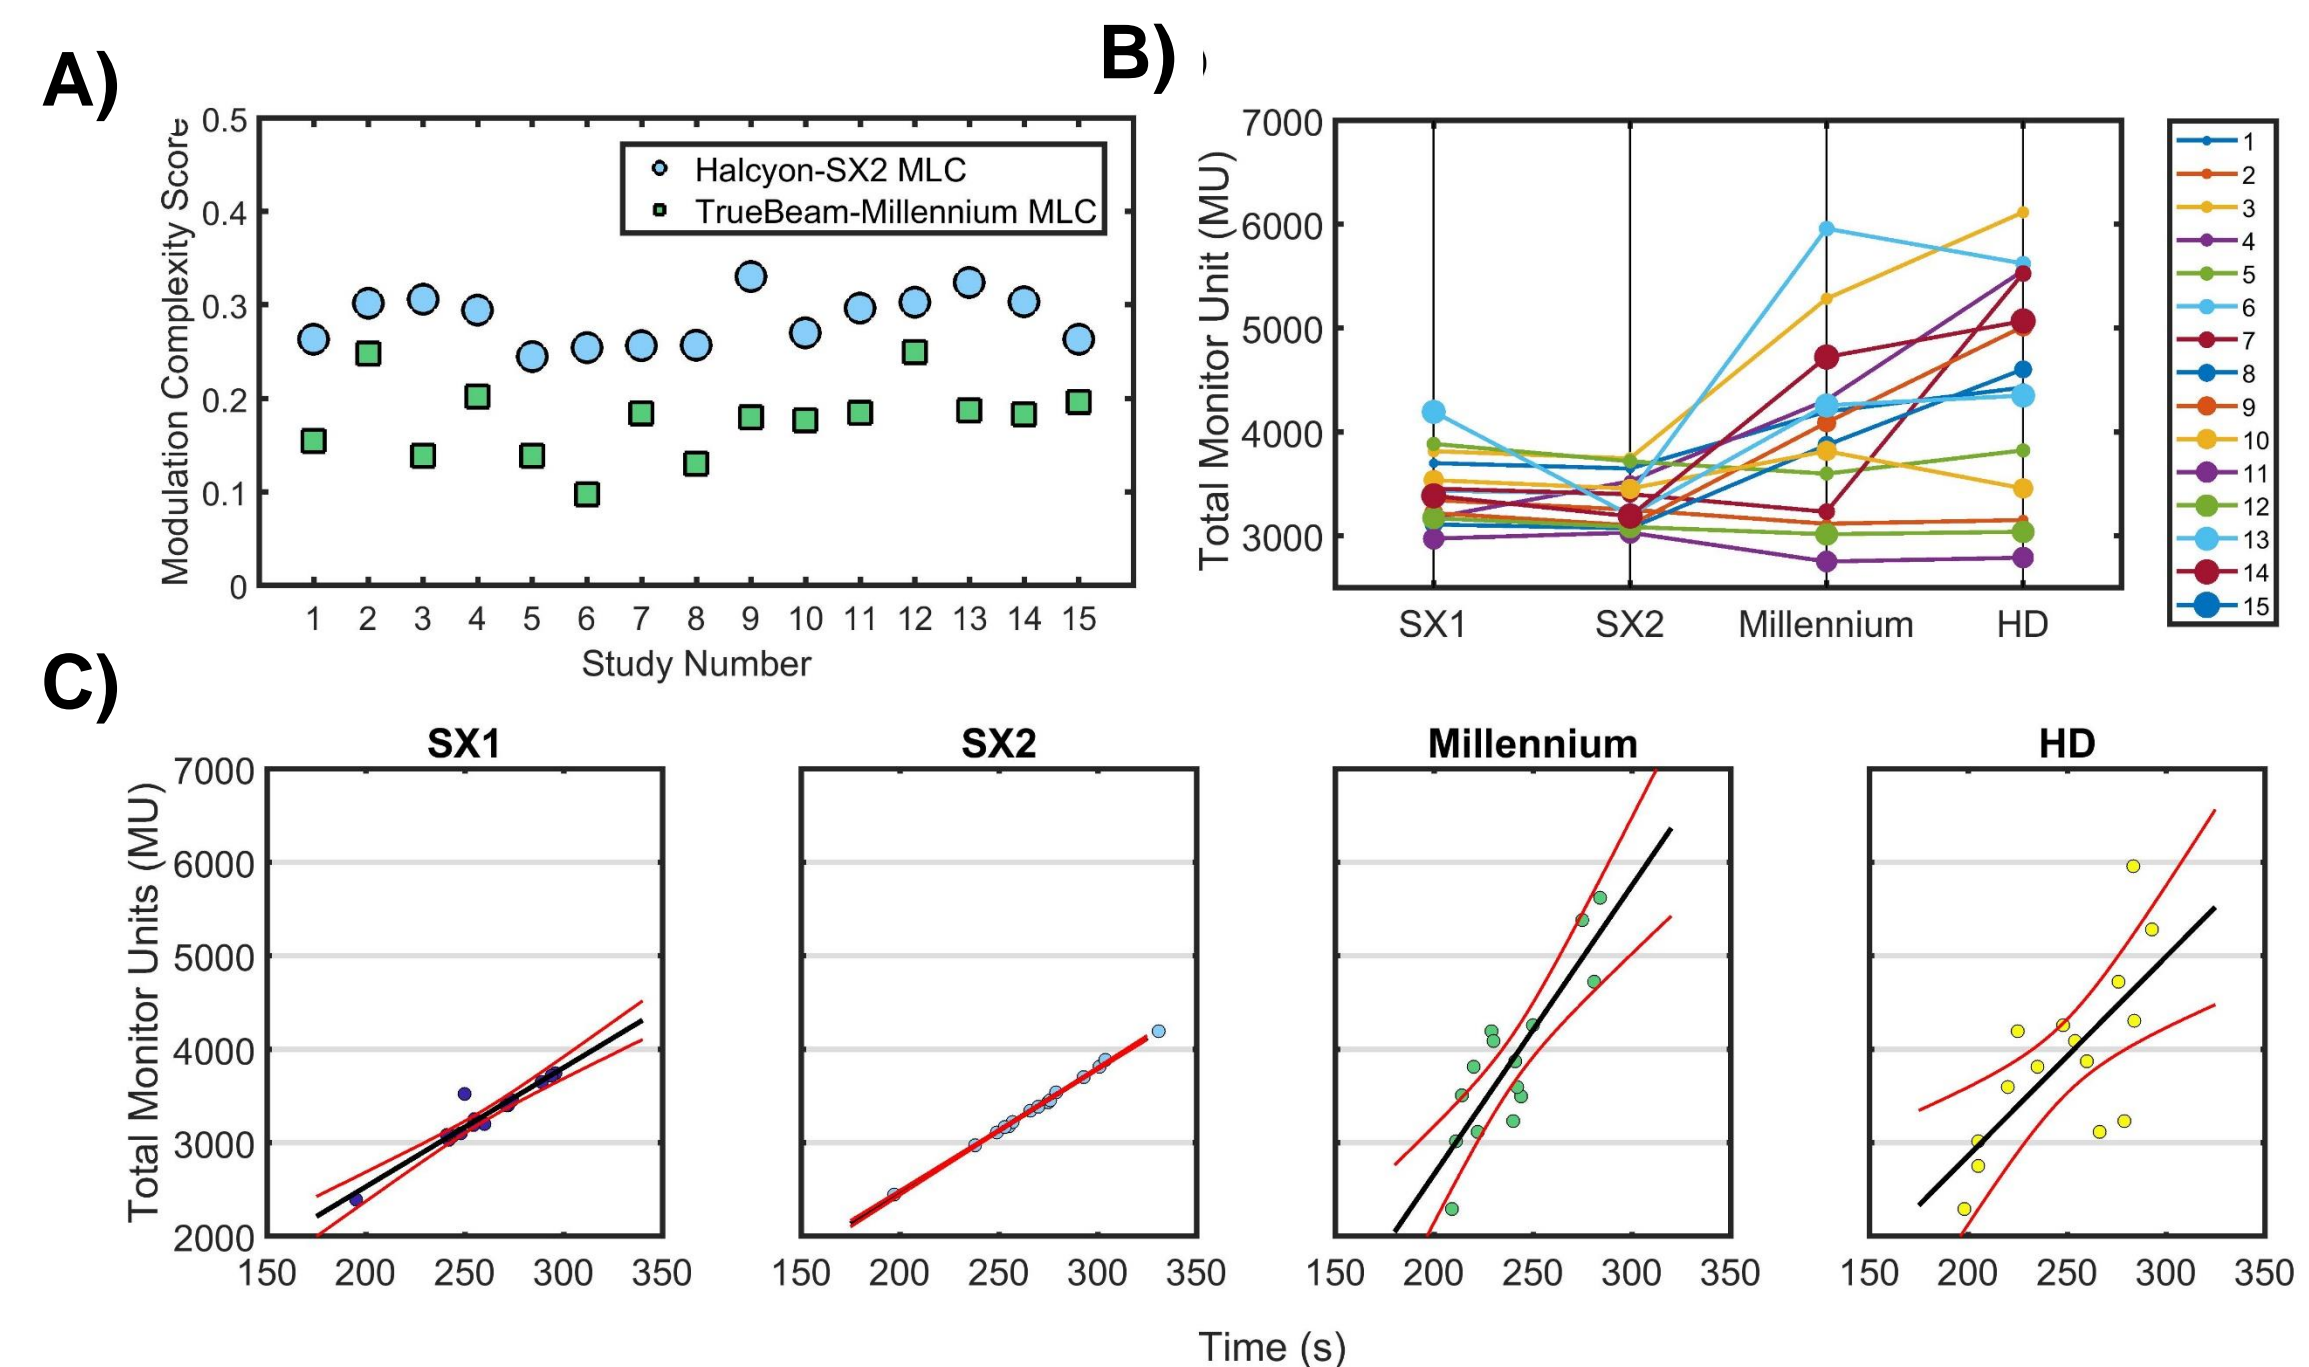 A)
B)
)
0.5
0.4
0.3
0.2
0.1
0
Modulation Complexity Score
Halcyon-SX2 MLC
TrueBeam-Millennium MLC
1 2 3 4 5 6 7 8 9 10 11 12 13 14 15
Study Number
7000
6000
5000
4000
3000
Total Monitor Unit (MU)
SX1 SX2 Millennium HD
1
2
3
4
5
6
7
8
9
10
11
12
13
14
15
C)
SX1 SX2 Millennium HD
7000
6000
5000
4000
3000
2000
Total Monitor Units (MU)
150 200 250 300 350 150 200 250 300 350 150 200 250 300 350 150 200 250 300 350
Time (s)